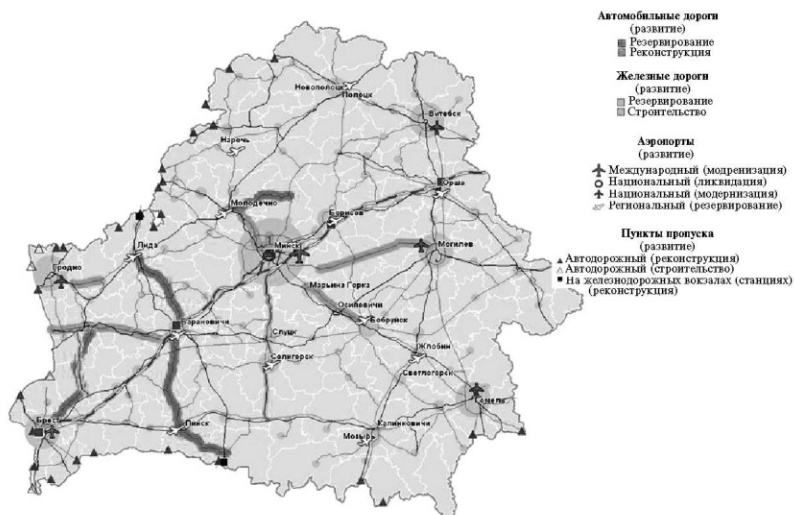 Автомобильные дороги
(развитие)
Резервирование
Реконструкция
Железные дороги
(развитие)
Резервирование
Строительство
Аэропорты
(развитие)
Международный (модренизация)
Национальный (ликвидация)
Национальный (модернизация)
Региональный (резервирование)
Пункты пропуска
(развитие)
Автодорожный (реконструкция)
Автодорожный (строительство)
На железнодорожных вокзалах (станциях)
(реконструкция)
Новополоцк
Полоцк
Витебск
Нарочь
Орша
Молодечно
Борисов
Минск
Могилев
Лида
Гродно
Марьина Горка
Осиповичи
Бобруйск
Барановичи
Слуцк
Солигорск
Жлобин
Светлогорск
Гомель
Брест
Пинск
Калинковичи
Мозырь